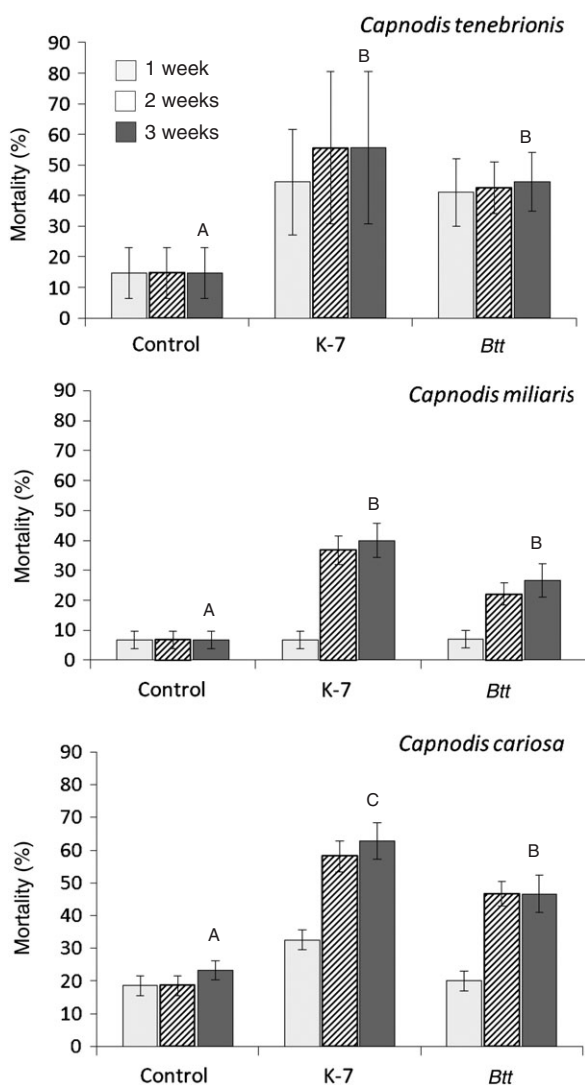 Capnodis tenebrionis
90
80
70
60
50
40
30
20
10
0
Mortality (%)
1 week
2 weeks
3 weeks
A
B
B
Control K-7 Btt
Capnodis miliaris
90
80
70
60
50
40
30
20
10
0
Mortality (%)
A
B
B
Control K-7 Btt
Capnodis cariosa
90
80
70
60
50
40
30
20
10
0
Mortality (%)
A
C
B
Control K-7 Btt